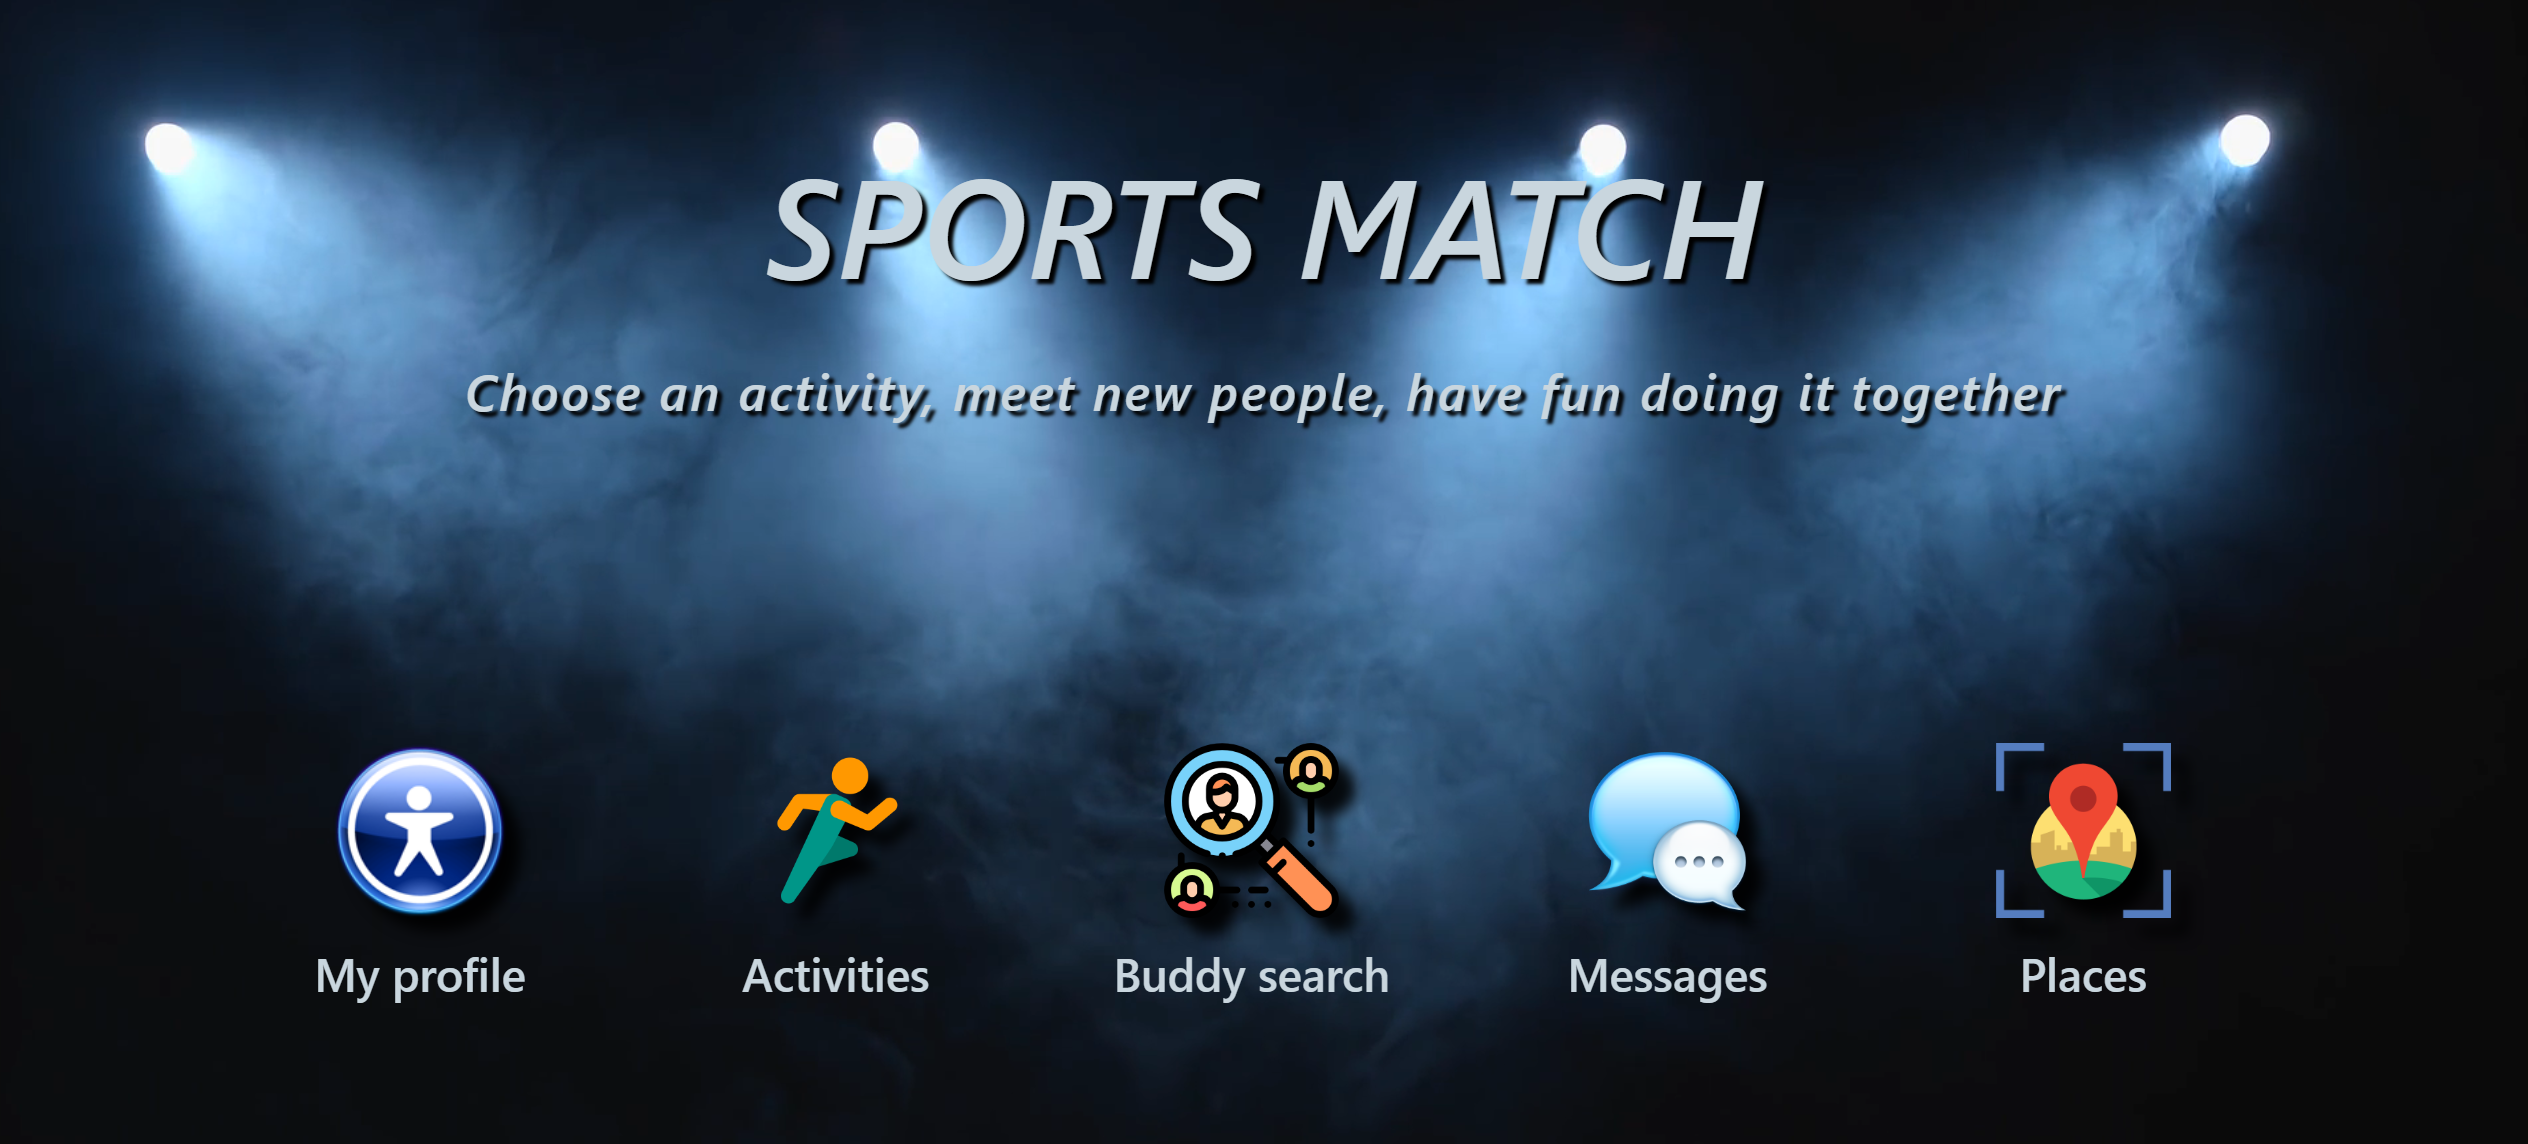 SPORTS MATCH
Choose an activity, meet new people, have fun doing it together
My profile
Activities
Buddy search
Messages
Places